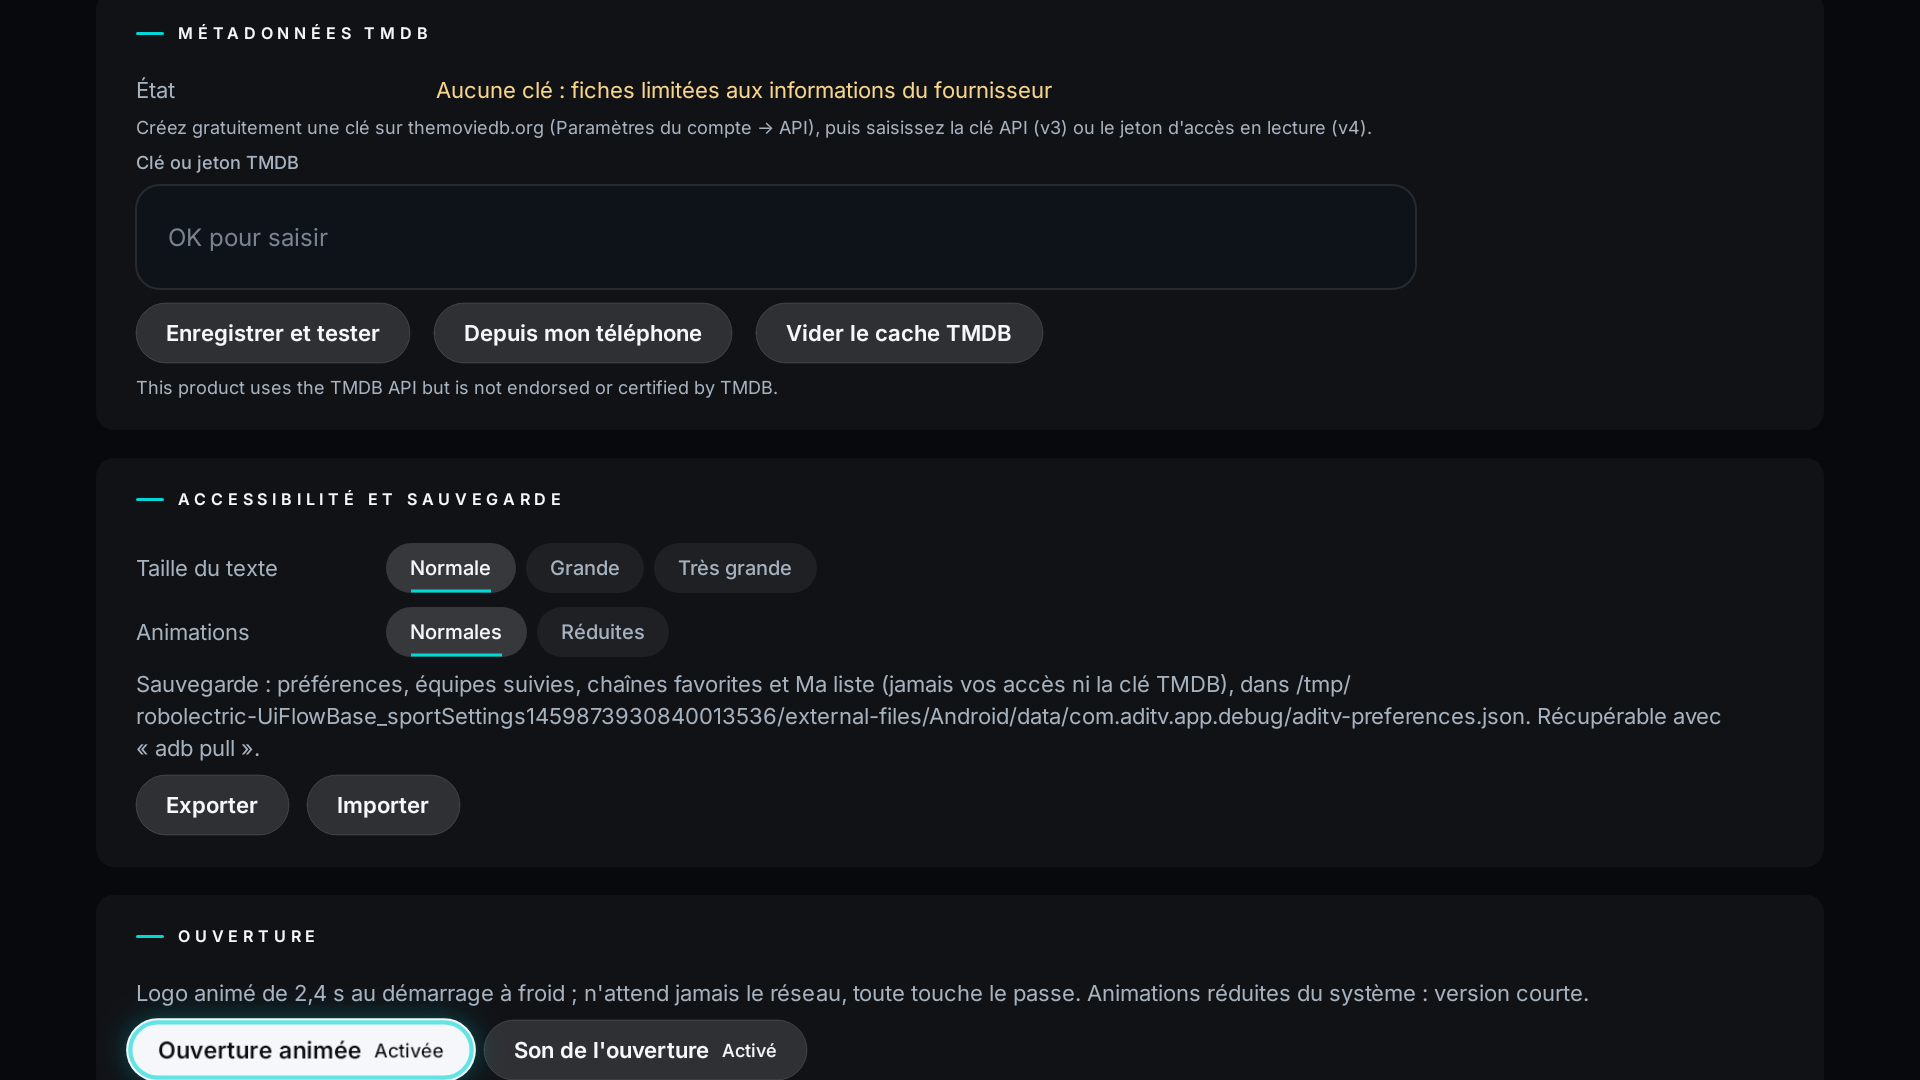 MÉTADONNÉES TMDB
État Aucune clé : fiches limitées aux informations du fournisseur
Créez gratuitement une clé sur themoviedb.org (Paramètres du compte → API), puis saisissez la clé API (v3) ou le jeton d'accès en lecture (v4).
Clé ou jeton TMDB
OK pour saisir
Enregistrer et tester Depuis mon téléphone Vider le cache TMDB
This product uses the TMDB API but is not endorsed or certified by TMDB.
ACCESSIBILITÉ ET SAUVEGARDE
Taille du texte Normale Grande Très grande
Animations Normales Réduites
Sauvegarde : préférences, équipes suivies, chaînes favorites et Ma liste (jamais vos accès ni la clé TMDB), dans /tmp/
robolectric-UiFlowBase_sportSettings1459873930840013536/external-files/Android/data/com.aditv.app.debug/aditv-preferences.json. Récupérable avec
« adb pull ».
Exporter Importer
OUVERTURE
Logo animé de 2,4 s au démarrage à froid ; n'attend jamais le réseau, toute touche le passe. Animations réduites du système : version courte.
Ouverture animée Activée Son de l'ouverture Activé